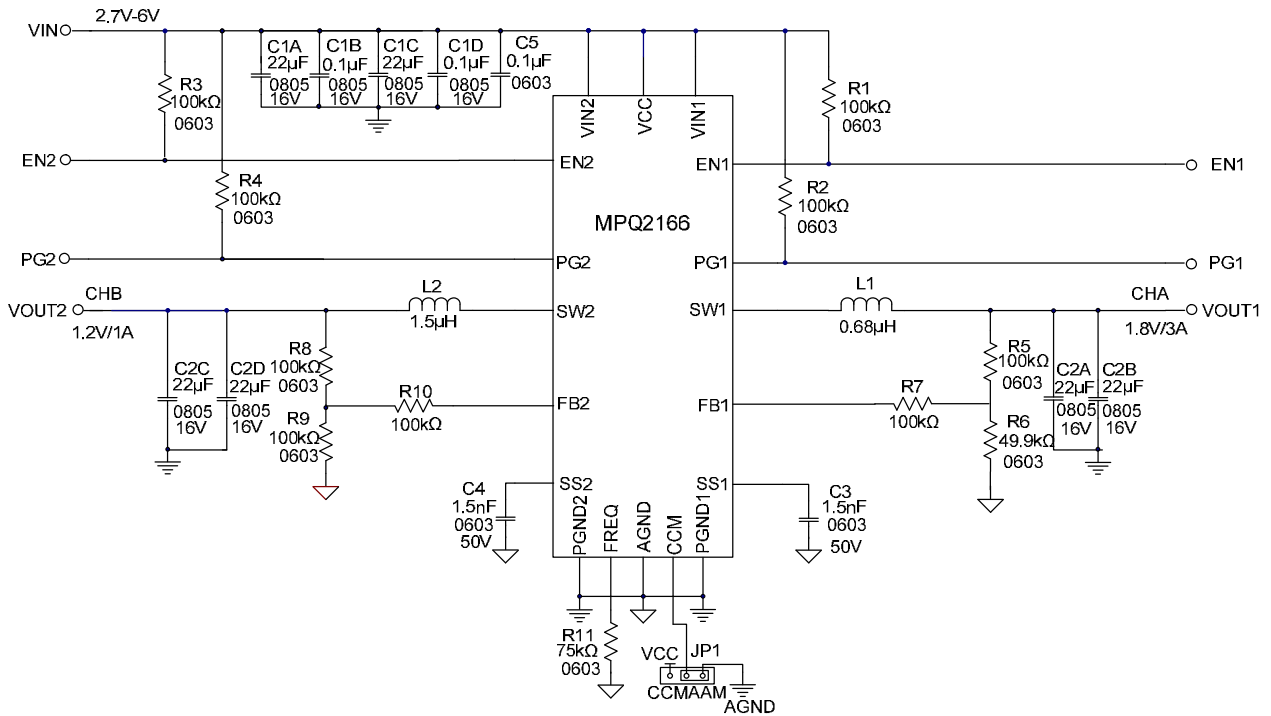 VIN
2.7V-6V
R3
100kΩ
0603
C1A
22µF
0805
16V
C1B
0.1µF
0805
16V
C1C
22µF
0805
16V
C1D
0.1µF
0805
16V
C5
0.1µF
0603
VIN2
VCC
VIN1
R1
100kΩ
0603
EN2
EN2
EN1
EN1
R4
100kΩ
0603
R2
100kΩ
0603
MPQ2166
PG2
PG2
PG1
PG1
VOUT2
CHB
1.2V/1A
L2
1.5µH
SW2
SW1
L1
0.68µH
CHA
1.8V/3A
VOUT1
C2C
22µF
0805
16V
C2D
22µF
0805
16V
R8
100kΩ
0603
R9
100kΩ
0603
R10
100kΩ
FB2
FB1
R7
100kΩ
R5
100kΩ
0603
R6
49.9kΩ
0603
C2A
22µF
0805
16V
C2B
22µF
0805
16V
C4
1.5nF
0603
50V
SS2
SS1
C3
1.5nF
0603
50V
PGND2
FREQ
AGND
CCM
PGND1
R11
75kΩ
0603
VCC
JP1
CCMAAM
AGND